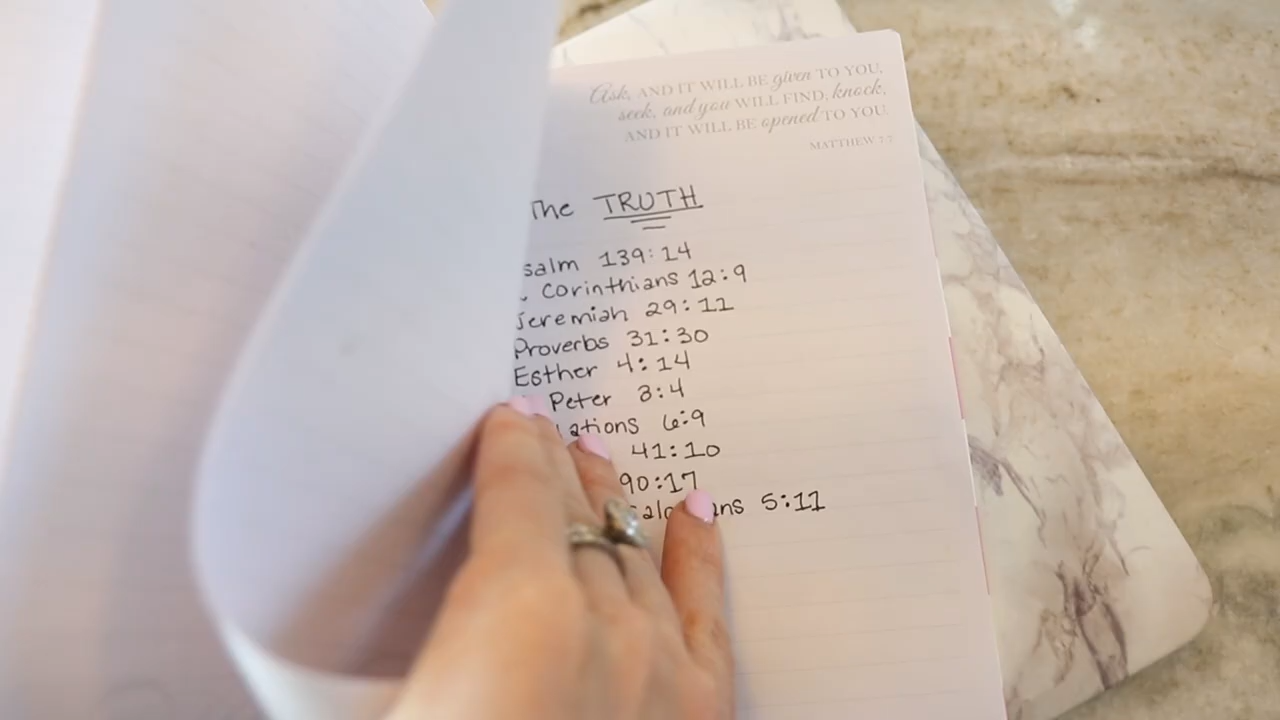 Ask, AND IT WILL BE given TO YOU,
seek, and you WILL FIND; knock,
AND IT WILL BE opened TO YOU.
MATTHEW 7:7
The TRUTH
salm 139:14
Corinthians 12:9
Jeremiah 29:11
Proverbs 31:30
Esther 4:14
Peter 3:4
lations 6:9
41:10
90:17
5:11